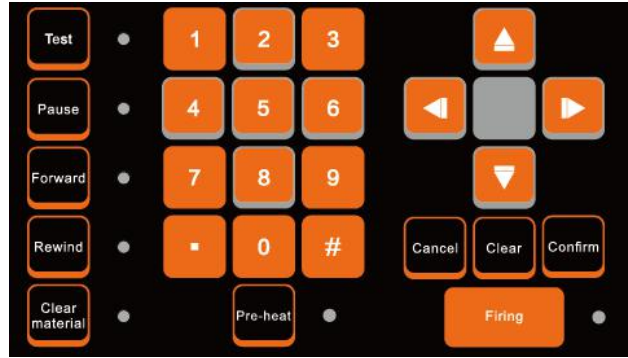 Test
1
2
3
Pause
4
5
6
Forward
7
8
9
Rewind
.
0
#
Cancel
Clear
Confirm
Clear
material
Pre-heat
Firing